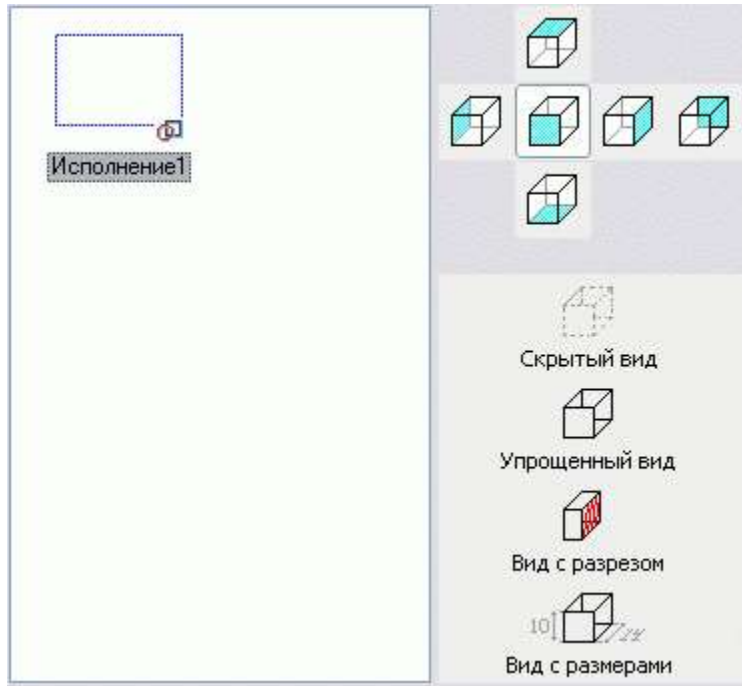 Исполнение1
Скрытый вид
Упрощенный вид
Вид с разрезом
10
Вид с размерами